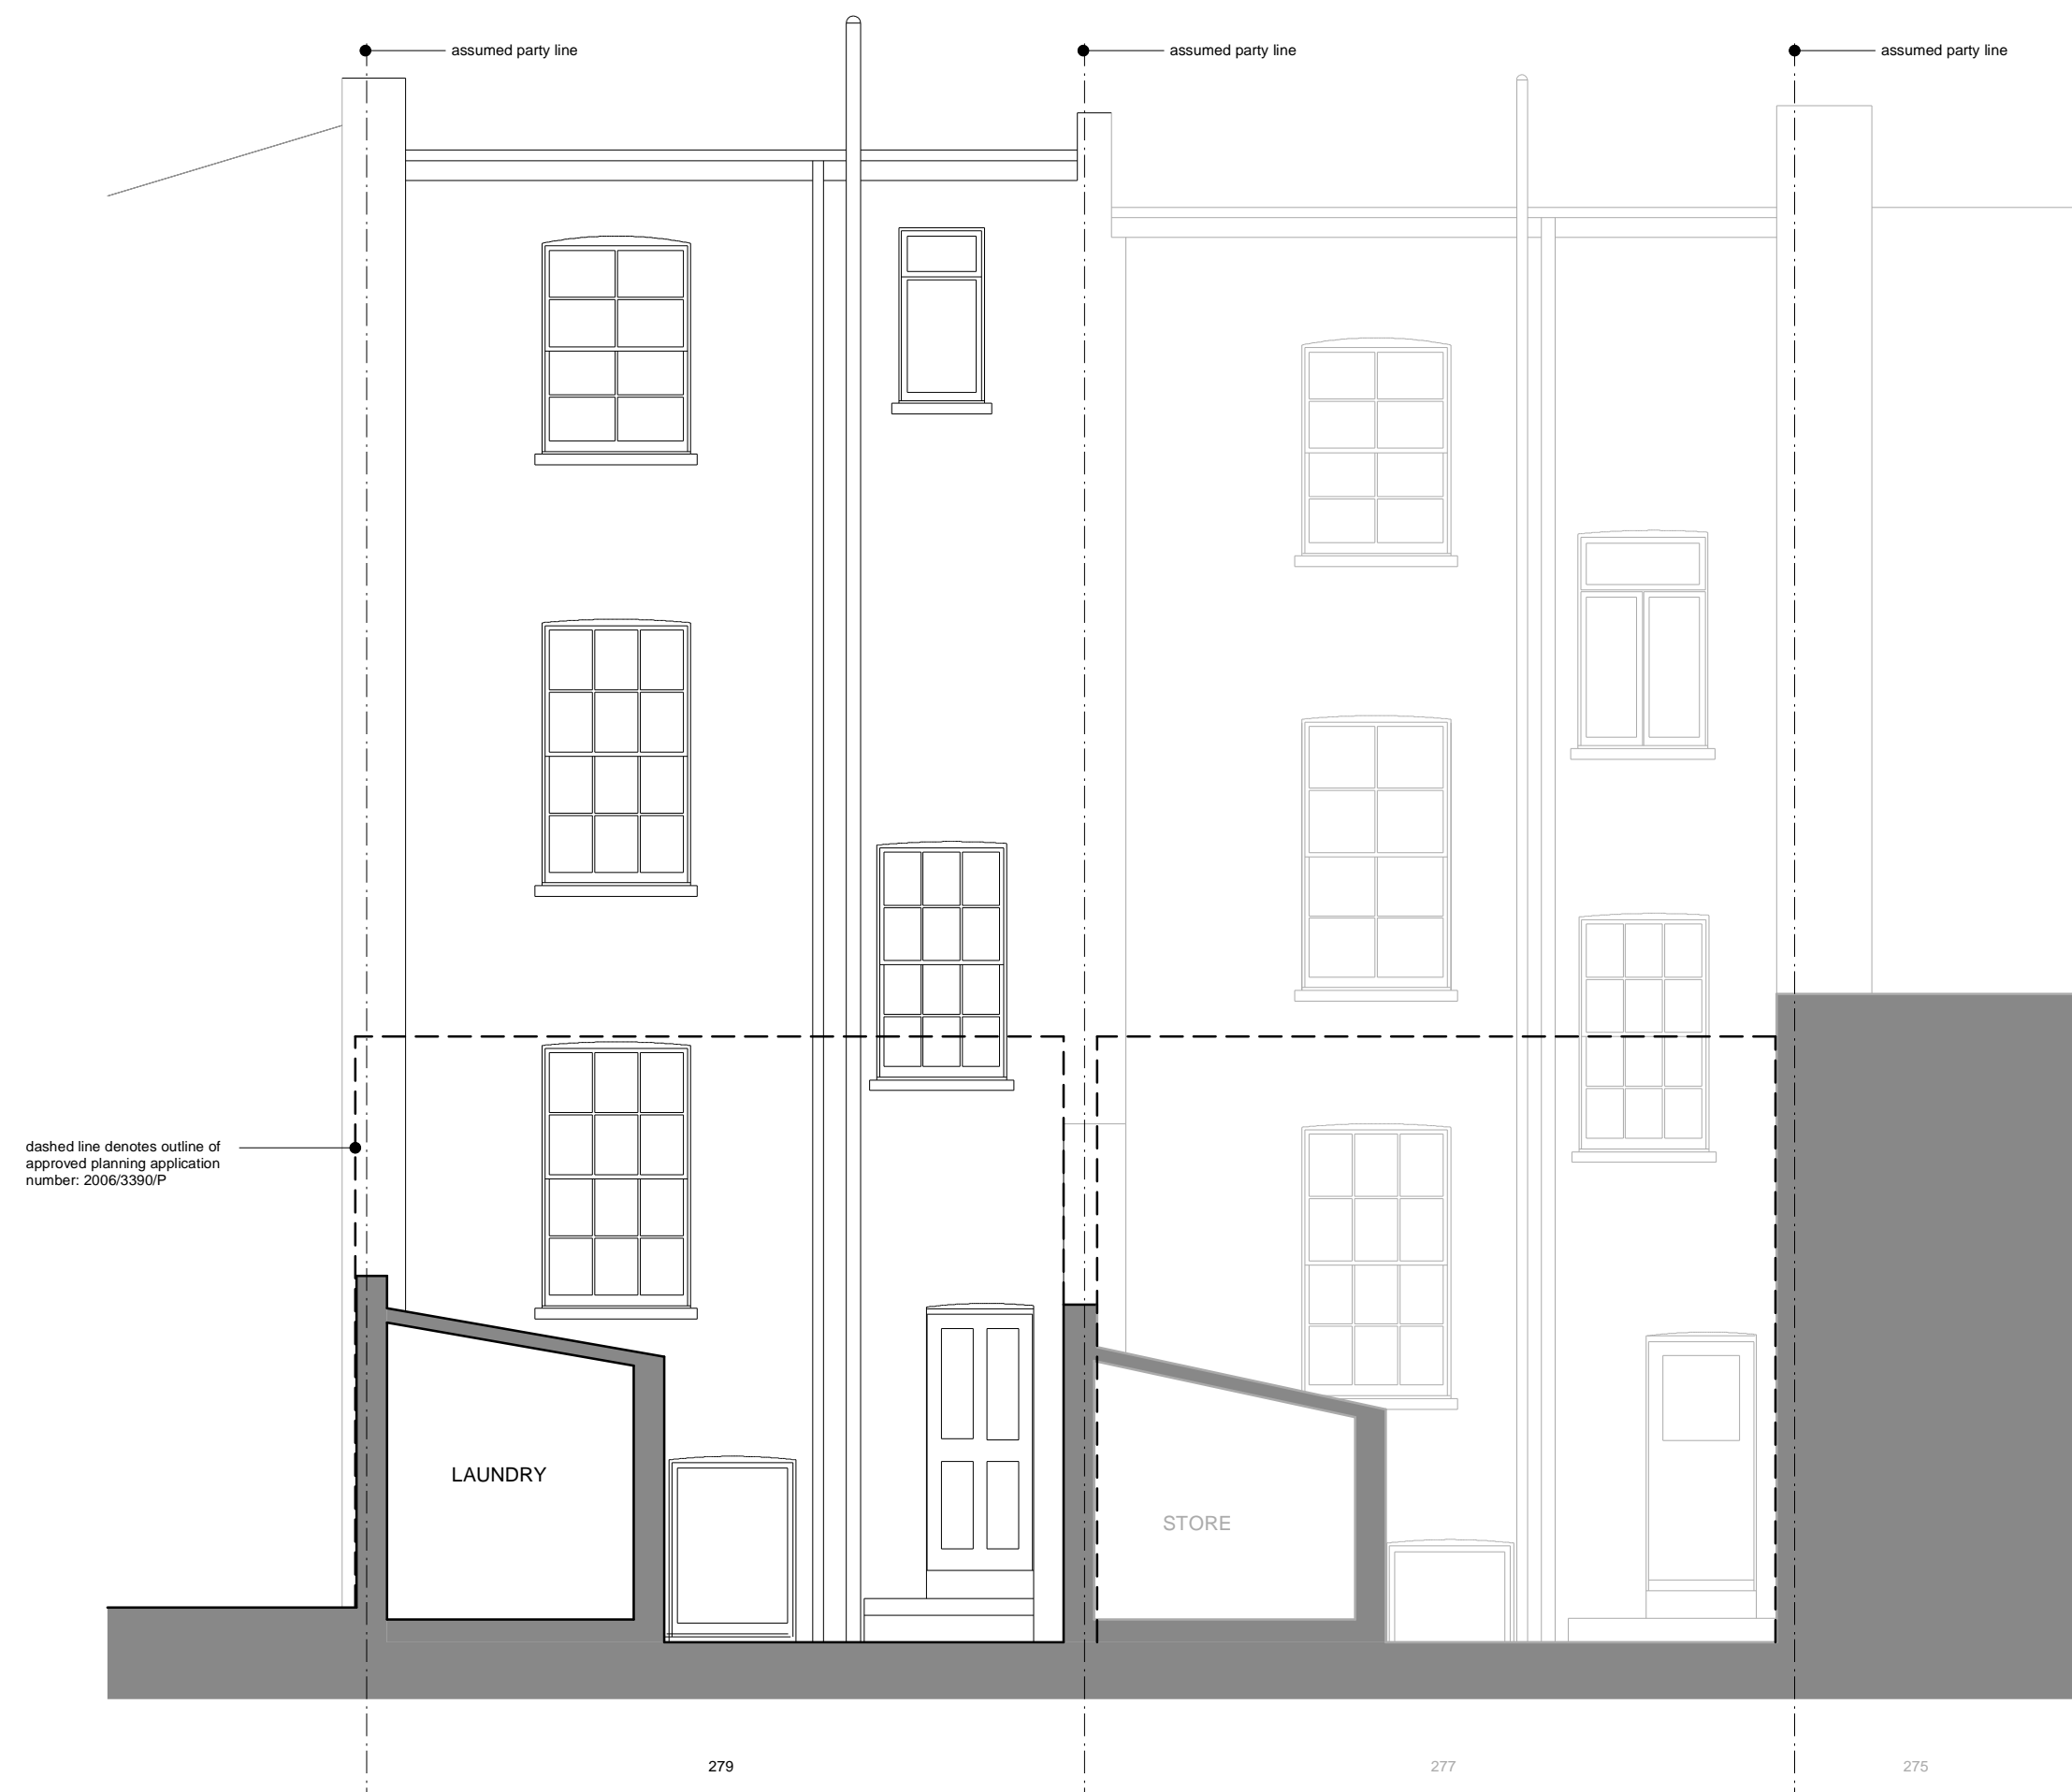 assumed party line
assumed party line
assumed party line
dashed line denotes outline of
approved planning application
number: 2006/3390/P
LAUNDRY
STORE
279
277
275